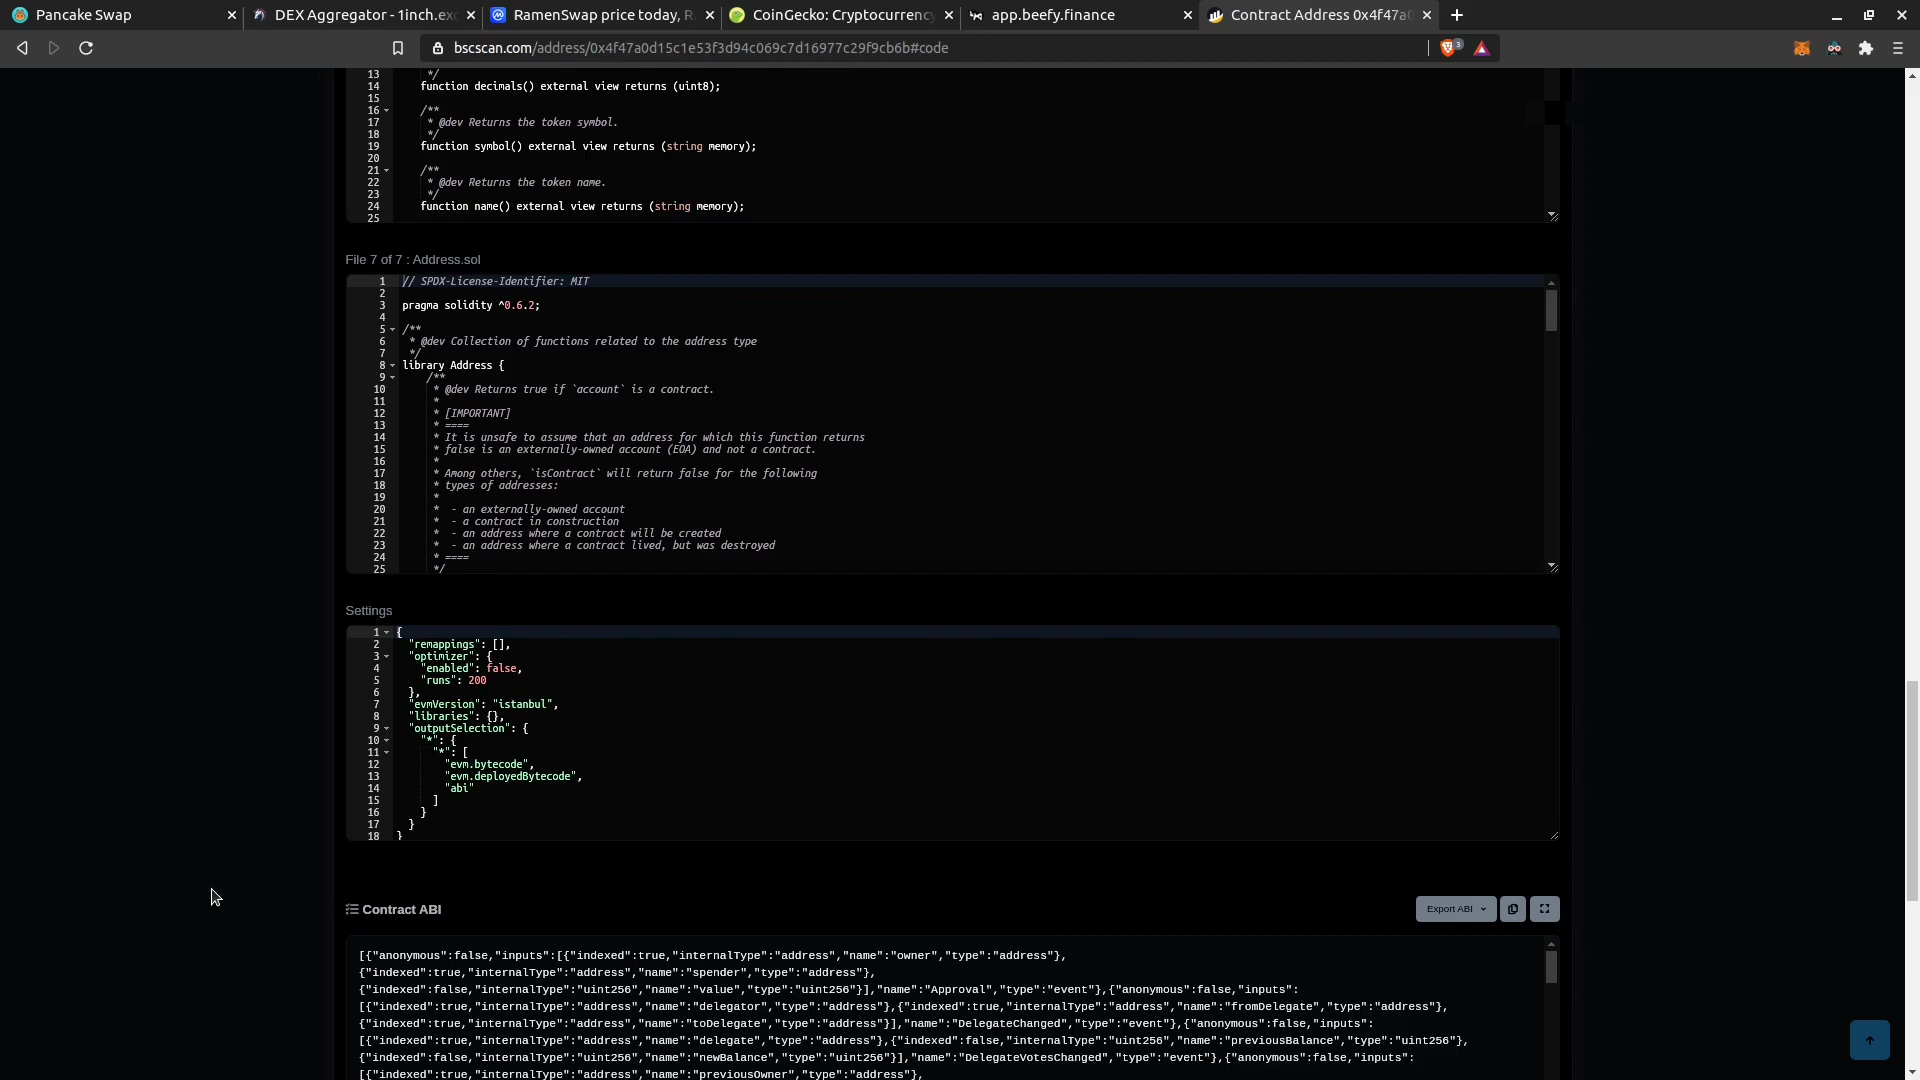 Pancake Swap
DEX Aggregator - 1inch.exc
RamenSwap price today, R
CoinGecko: Cryptocurrency
app.beefy.finance
Contract Address 0x4f47a0
bscscan.com/address/0x4f47a0d15c1e53f3d94c069c7d16977c29f9cb6b#code
3
13 */
14 function decimals() external view returns (uint8);
15
16 /**
17 * @dev Returns the token symbol.
18 */
19 function symbol() external view returns (string memory);
20
21 /**
22 * @dev Returns the token name.
23 */
24 function name() external view returns (string memory);
25
File 7 of 7 : Address.sol
1 // SPDX-License-Identifier: MIT
2
3 pragma solidity ^0.6.2;
4
5 /**
6 * @dev Collection of functions related to the address type
7 */
8 library Address {
9 /**
10 * @dev Returns true if `account` is a contract.
11 *
12 * [IMPORTANT]
13 * ====
14 * It is unsafe to assume that an address for which this function returns
15 * false is an externally-owned account (EOA) and not a contract.
16 *
17 * Among others, `isContract` will return false for the following
18 * types of addresses:
19 *
20 * - an externally-owned account
21 * - a contract in construction
22 * - an address where a contract will be created
23 * - an address where a contract lived, but was destroyed
24 * ====
25 */
Settings
1 {
2 "remappings": [],
3 "optimizer": {
4 "enabled": false,
5 "runs": 200
6 },
7 "evmVersion": "istanbul",
8 "libraries": {},
9 "outputSelection": {
10 "*": {
11 "*": [
12 "evm.bytecode",
13 "evm.deployedBytecode",
14 "abi"
15 ]
16 }
17 }
18 }
Contract ABI
Export ABI
[{"anonymous":false,"inputs":[{"indexed":true,"internalType":"address","name":"owner","type":"address"},
{"indexed":true,"internalType":"address","name":"spender","type":"address"},
{"indexed":false,"internalType":"uint256","name":"value","type":"uint256"}],"name":"Approval","type":"event"},{"anonymous":false,"inputs":
[{"indexed":true,"internalType":"address","name":"delegator","type":"address"},{"indexed":true,"internalType":"address","name":"fromDelegate","type":"address"},
{"indexed":true,"internalType":"address","name":"toDelegate","type":"address"}],"name":"DelegateChanged","type":"event"},{"anonymous":false,"inputs":
[{"indexed":true,"internalType":"address","name":"delegate","type":"address"},{"indexed":false,"internalType":"uint256","name":"previousBalance","type":"uint256"},
{"indexed":false,"internalType":"uint256","name":"newBalance","type":"uint256"}],"name":"DelegateVotesChanged","type":"event"},{"anonymous":false,"inputs":
[{"indexed":true,"internalType":"address","name":"previousOwner","type":"address"},